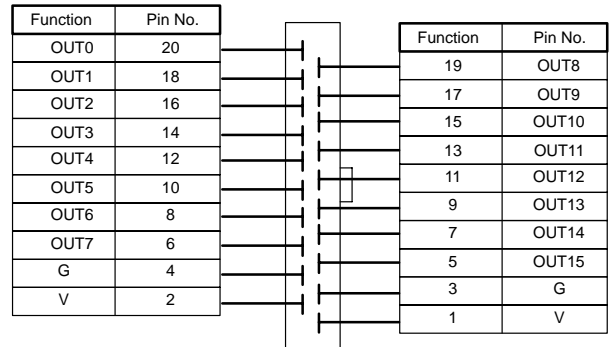 Function Pin No.
OUT0 20
OUT1 18
OUT2 16
OUT3 14
OUT4 12
OUT5 10
OUT6 8
OUT7 6
G 4
V 2
Function Pin No.
19 OUT8
17 OUT9
15 OUT10
13 OUT11
11 OUT12
9 OUT13
7 OUT14
5 OUT15
3 G
1 V